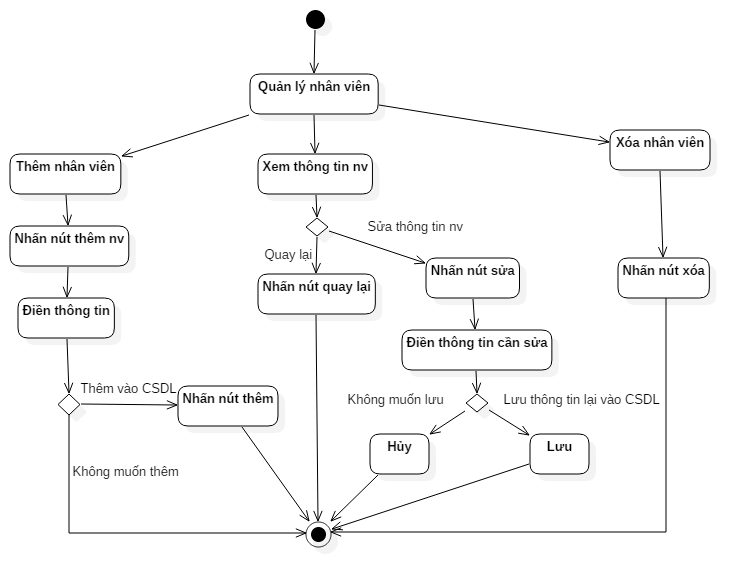 Quản lý nhân viên
Xóa nhân viên
Thêm nhân viên
Xem thông tin nv
Sửa thông tin nv
Nhấn nút thêm nv
Quay lại
Nhấn nút sửa
Nhấn nút xóa
Nhấn nút quay lại
Điền thông tin
Điền thông tin cần sửa
Thêm vào CSDL
Nhấn nút thêm
Không muốn lưu
Lưu thông tin lại vào CSDL
Hủy
Lưu
Không muốn thêm